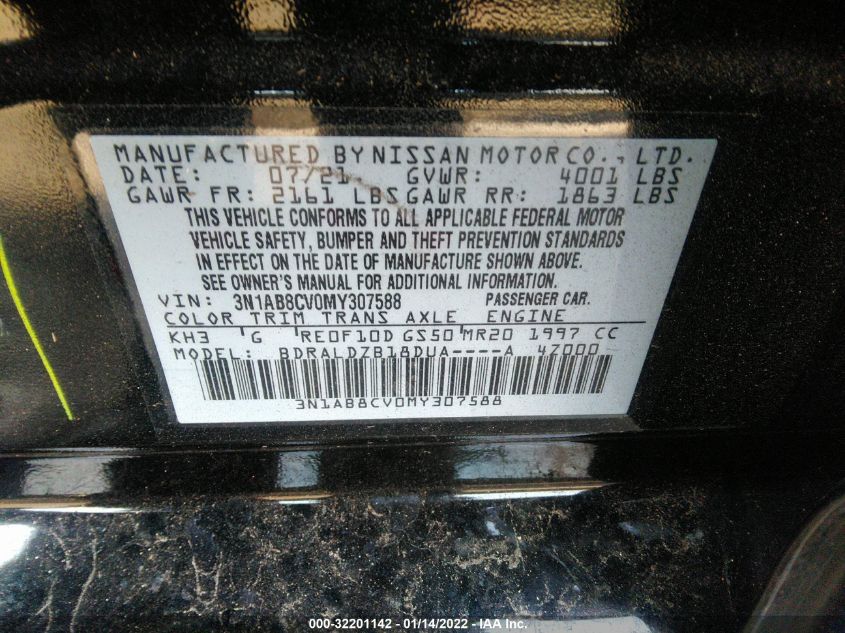 MANUFACTURED BY NISSAN MOTOR CO., LTD.
DATE: 07/21 GVWR: 4001 LBS
GAWR FR: 2161 LBS GAWR RR: 1863 LBS
THIS VEHICLE CONFORMS TO ALL APPLICABLE FEDERAL MOTOR
VEHICLE SAFETY, BUMPER AND THEFT PREVENTION STANDARDS
IN EFFECT ON THE DATE OF MANUFACTURE SHOWN ABOVE.
SEE OWNER'S MANUAL FOR ADDITIONAL INFORMATION.
VIN: 3N1AB8CV0MY307588 PASSENGER CAR.
COLOR TRIM TRANS AXLE ENGINE
KH3 G RE0F10D GS50 MR20 1997 CC
MODEL: BDRALDZB18DUA----A 47000
3N1AB8CV0MY307588
000-32201142 - 01/14/2022 - IAA Inc.